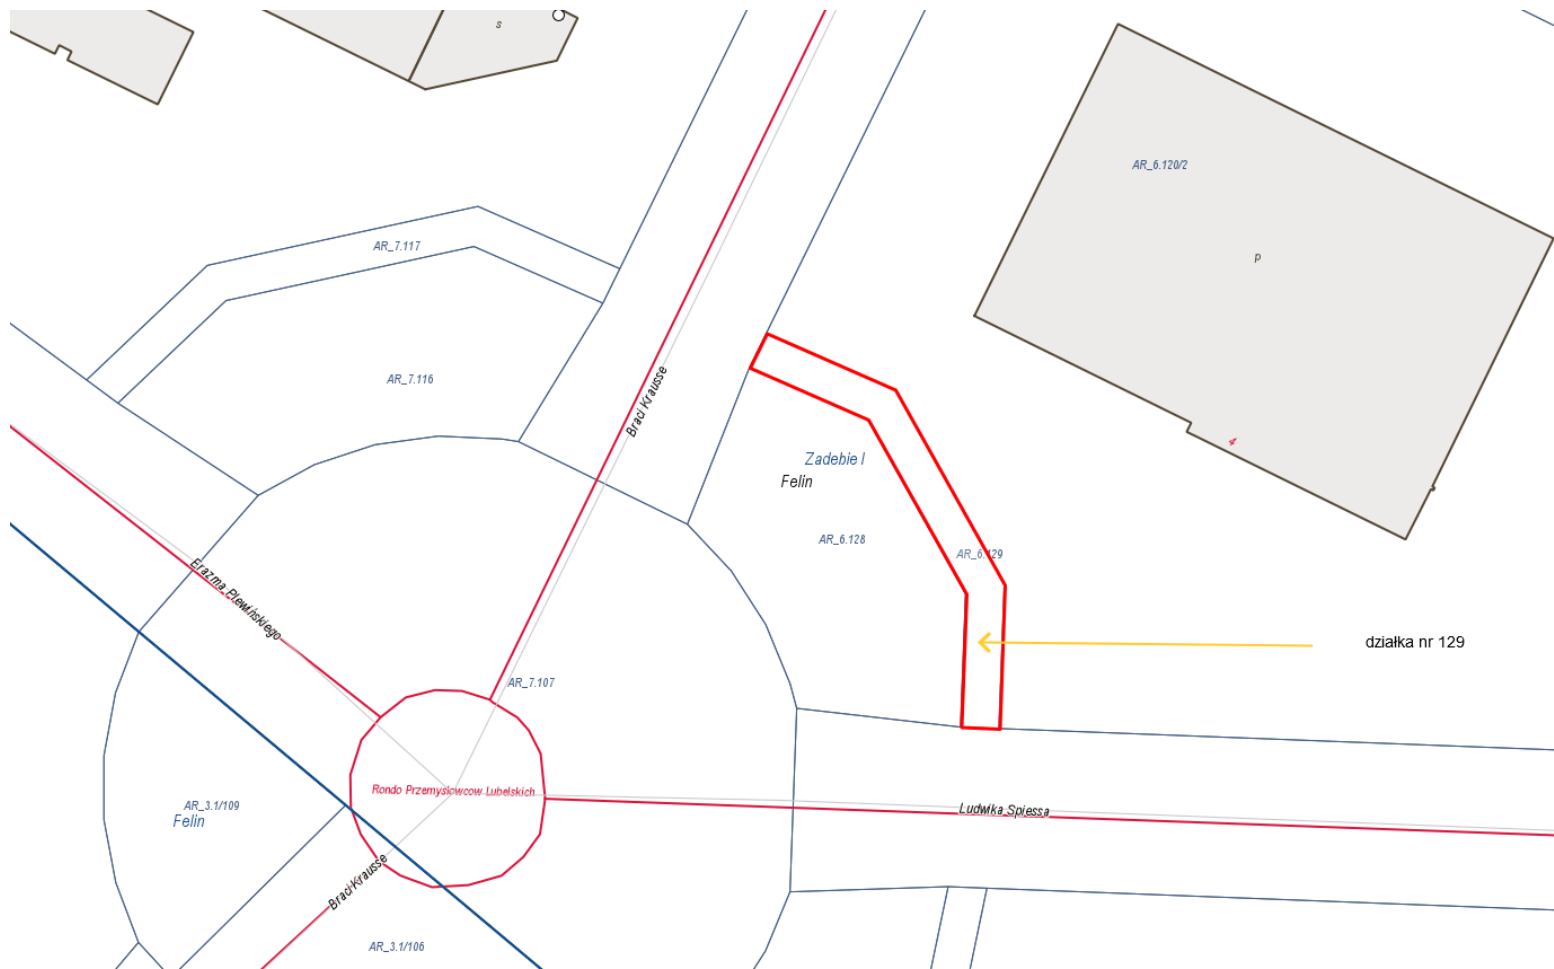 s
AR_6.120/2
AR_7.117
p
AR_7.116
Braci Krausse
4
Zadebie I
Felin
AR_6.128
AR_6.129
Erazma Plewińskiego
działka nr 129
AR_7.107
Rondo Przemysłowcow Lubelskich
AR_3.1/109
Felin
Ludwika Spiessa
Braci Krausse
AR_3.1/106